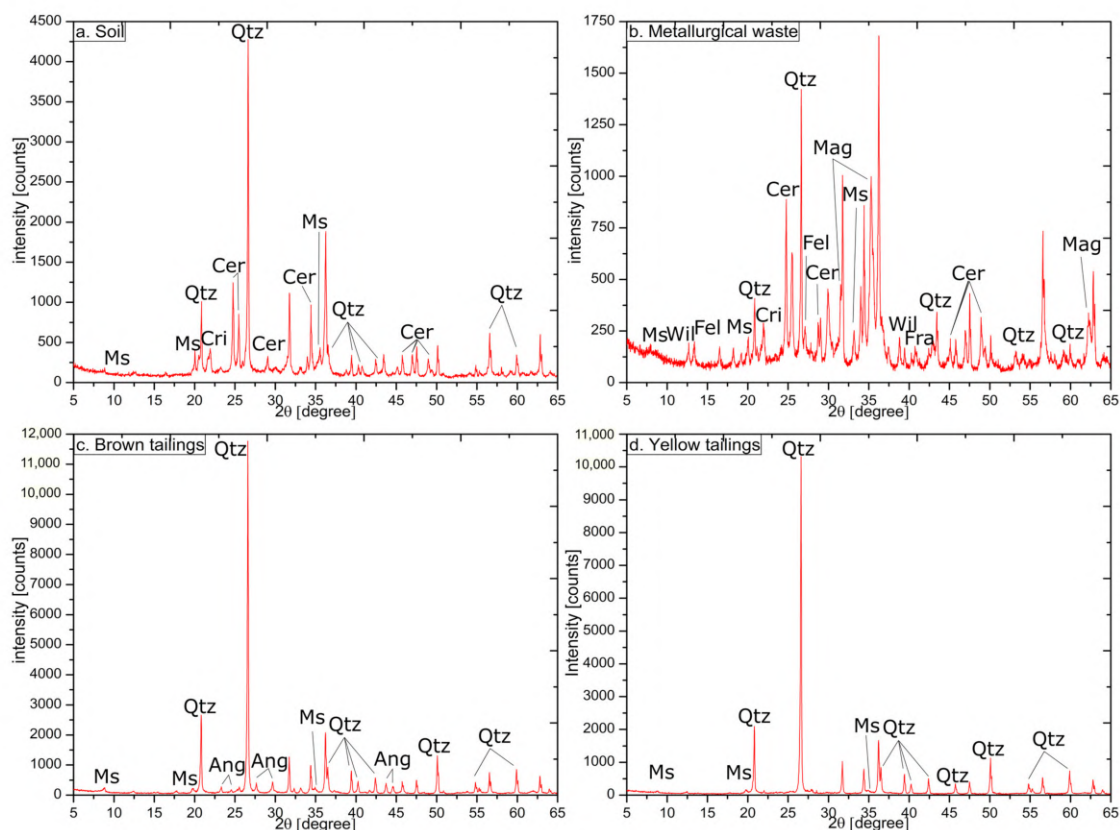 a. Soil
intensity [counts]
4500
4000
3500
3000
2500
2000
1500
1000
500
0
Qtz
Ms
Cer
Cer
Qtz
Qtz
Qtz
Ms
Cri
Cer
Cer
Ms
5 10 15 20 25 30 35 40 45 50 55 60 65
2θ [degree]
b. Metallurgical waste
intensity [counts]
1750
1500
1250
1000
750
500
250
0
Qtz
Mag
Cer
Ms
Fel
Cer
Cer
Mag
Qtz
Cri
Qtz
Ms
Wil
Fel
Ms
Wil
Fra
Qtz
Qtz
5 10 15 20 25 30 35 40 45 50 55 60 65
2θ [degree]
c. Brown tailings
intensity [counts]
12,000
11,000
10,000
9000
8000
7000
6000
5000
4000
3000
2000
1000
0
Qtz
Qtz
Ms
Qtz
Qtz
Qtz
Ang
Ang
Ang
Ms
Ms
5 10 15 20 25 30 35 40 45 50 55 60 65
2θ [degree]
d. Yellow tailings
Intensity [counts]
11,000
10,000
9000
8000
7000
6000
5000
4000
3000
2000
1000
0
Qtz
Qtz
Ms
Qtz
Qtz
Qtz
Ms
Ms
Qtz
5 10 15 20 25 30 35 40 45 50 55 60 65
2θ [degree]